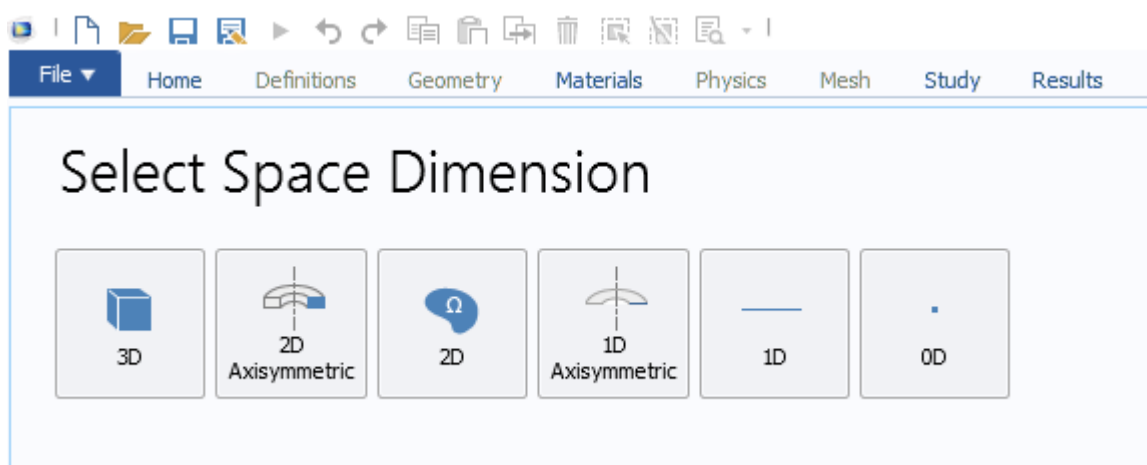 File Home Definitions Geometry Materials Physics Mesh Study Results
Select Space Dimension
Ω
3D
2D
Axisymmetric
2D
1D
Axisymmetric
1D
0D